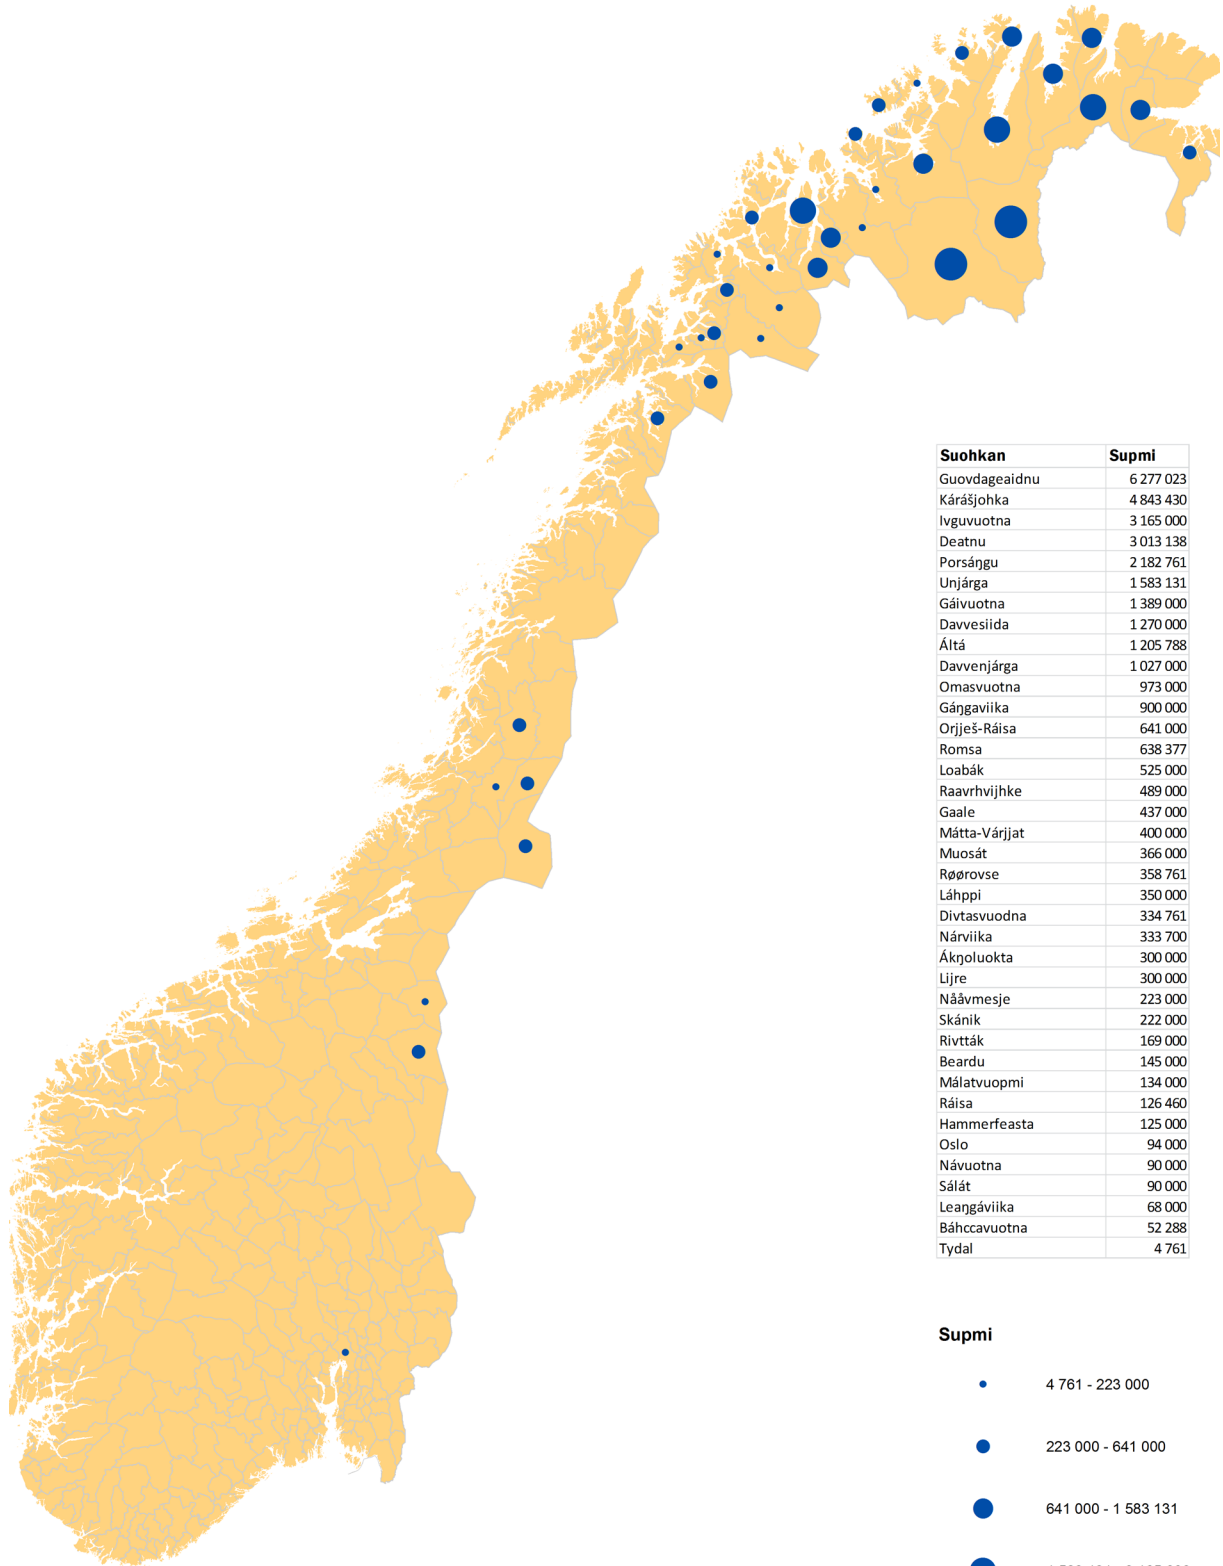 Suohkan Supmi
Guovdageaidnu 6 277 023
Kárášjohka 4 843 430
Ivguvuotna 3 165 000
Deatnu 3 013 138
Porsáŋgu 2 182 761
Unjárga 1 583 131
Gáivuotna 1 389 000
Davvesiida 1 270 000
Áltá 1 205 788
Davvenjárga 1 027 000
Omasvuotna 973 000
Gáŋgaviika 900 000
Orjješ-Ráisa 641 000
Romsa 638 377
Loabák 525 000
Raavrhvijhke 489 000
Gaale 437 000
Mátta-Várjjat 400 000
Muosát 366 000
Røørovse 358 761
Láhppi 350 000
Divtasvuodna 334 761
Nárviika 333 700
Ákŋoluokta 300 000
Lijre 300 000
Nååvmesje 223 000
Skánik 222 000
Rivtták 169 000
Beardu 145 000
Málatvuopmi 134 000
Ráisa 126 460
Hammerfeasta 125 000
Oslo 94 000
Návuotna 90 000
Sálát 90 000
Leaŋgáviika 68 000
Báhccavuotna 52 288
Tydal 4 761
Supmi
4 761 - 223 000
223 000 - 641 000
641 000 - 1 583 131